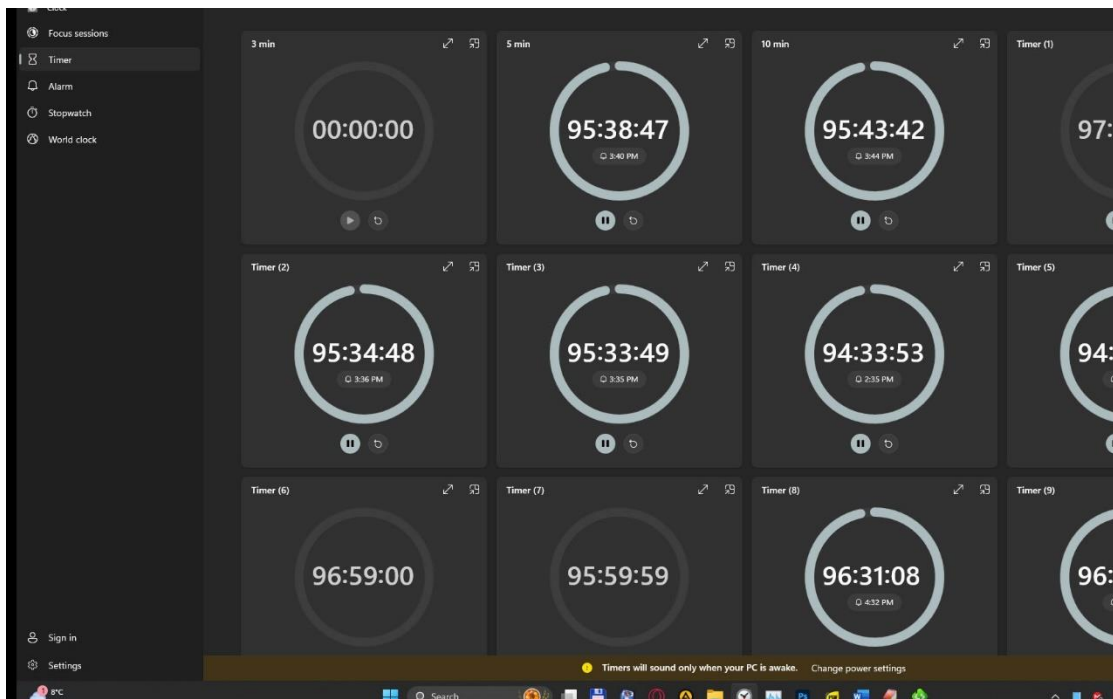 Clock
Focus sessions
Timer
Alarm
Stopwatch
World clock
3 min
00:00:00
5 min
95:38:47
3:40 PM
10 min
95:43:42
3:44 PM
Timer (1)
97:
Timer (2)
95:34:48
3:36 PM
Timer (3)
95:33:49
3:35 PM
Timer (4)
94:33:53
2:35 PM
Timer (5)
94:
Timer (6)
96:59:00
Timer (7)
95:59:59
Timer (8)
96:31:08
4:32 PM
Timer (9)
96:
Sign in
Settings
Timers will sound only when your PC is awake. Change power settings
8°C
Search